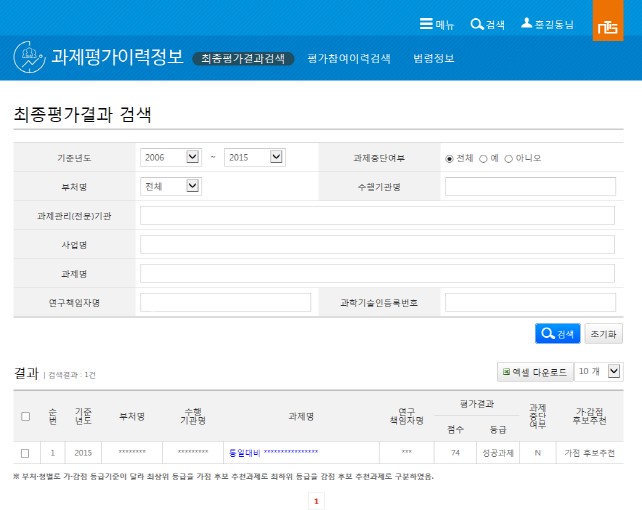 메뉴 검색 홍길동님 NTIS
과제평가이력정보 최종평가결과검색 평가참여이력검색 법령정보
최종평가결과 검색
기준년도 2006 ~ 2015 과제중단여부 전체 예 아니오
부처명 전체 수행기관명
과제관리(전문)기관
사업명
과제명
연구책임자명 과학기술인등록번호
검색 초기화
결과 | 검색결과 : 1건 엑셀 다운로드 10 개
순번 기준년도 부처명 수행기관명 과제명 연구책임자명 평가결과 과제중단여부 가·감점후보추천
점수 등급
1 2015 ******** ********* 통일대비 **************** *** 74 성공과제 N 가점 후보추천
※ 부처·청별로 가·감점 등급기준이 달라 최상위 등급을 가점 후보 추천과제로 최하위 등급을 감점 후보 추천과제로 구분하였음.
1